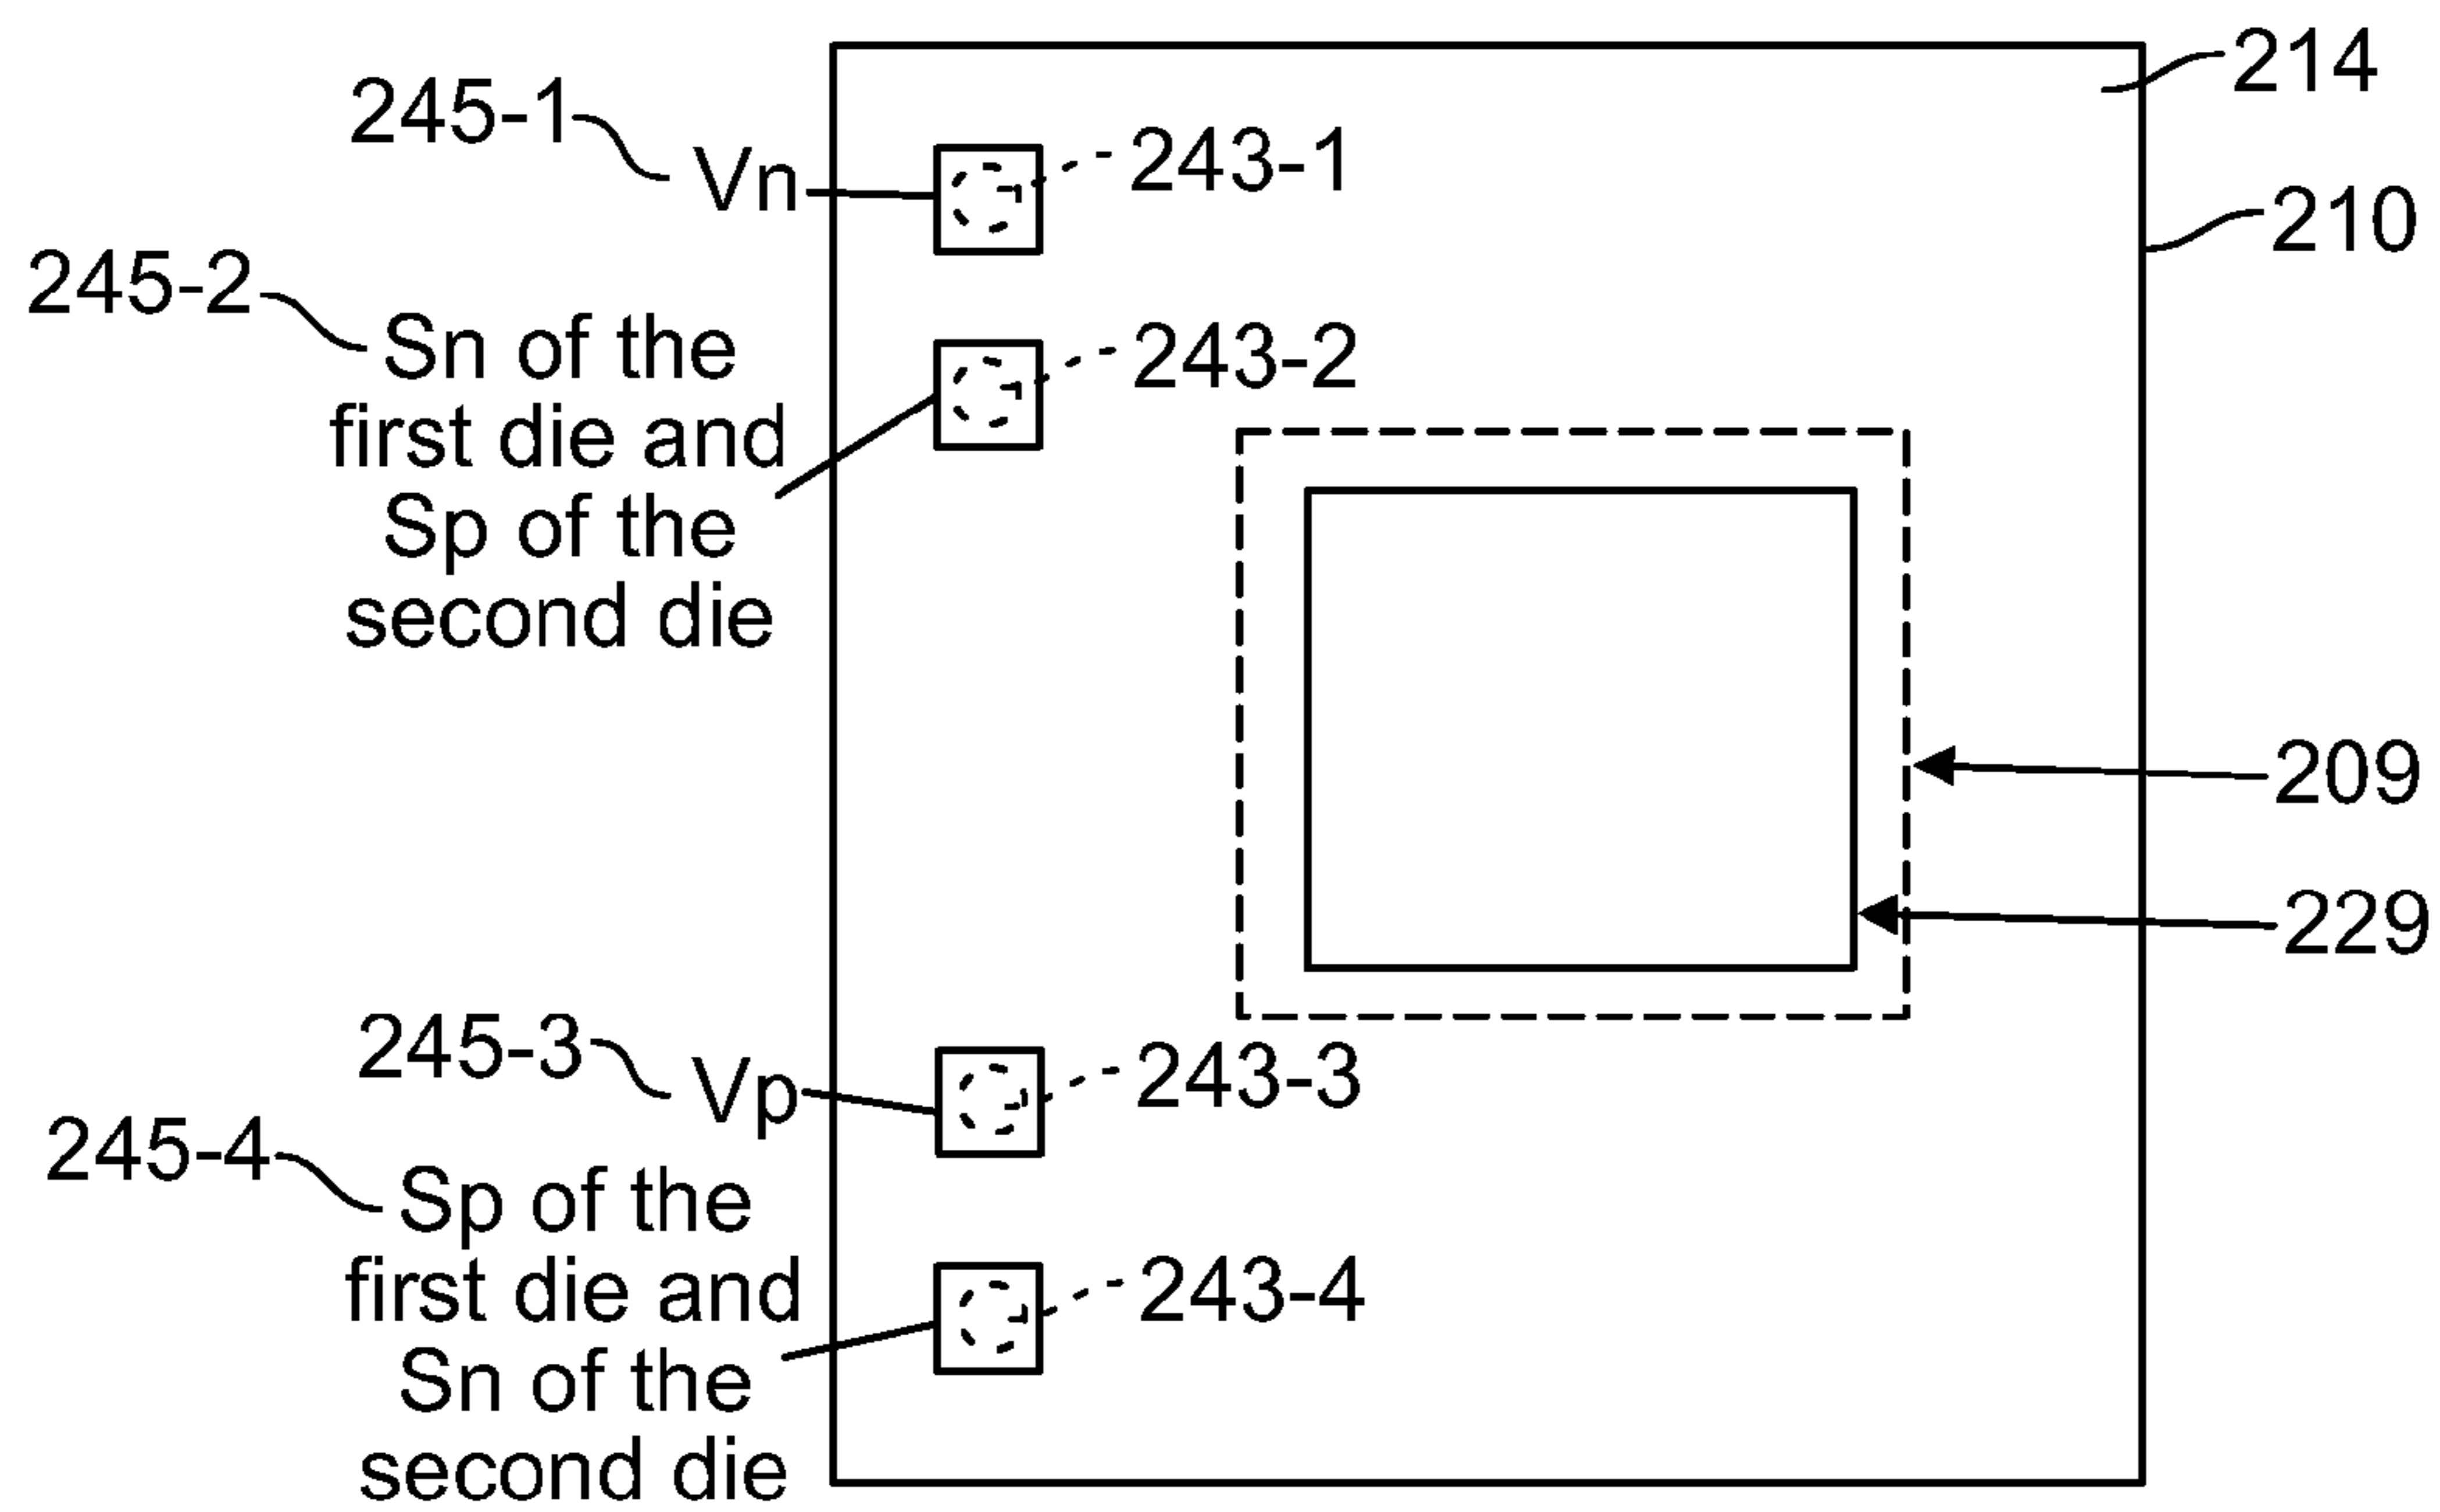 214
245-1
Vn
243-1
210
245-2
Sn of the
first die and
Sp of the
second die
243-2
209
229
245-3
Vp
243-3
245-4
Sp of the
first die and
Sn of the
second die
243-4